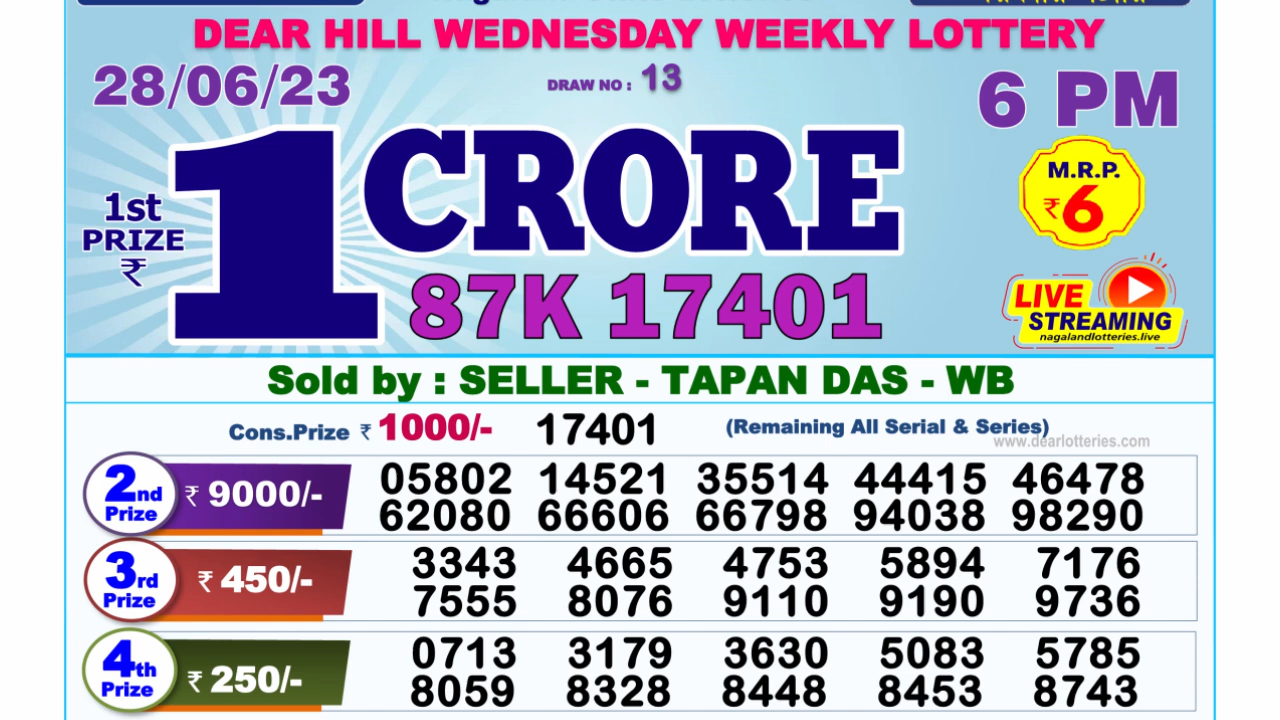 DEAR HILL WEDNESDAY WEEKLY LOTTERY
28/06/23
DRAW NO : 13
6 PM
1st
PRIZE
₹
1 CRORE
87K 17401
M.R.P.
₹6
LIVE
STREAMING
nagalandlotteries.live
Sold by : SELLER - TAPAN DAS - WB
Cons.Prize ₹ 1000/- 17401 (Remaining All Serial & Series)
www.dearlotteries.com
2nd Prize ₹ 9000/-
05802 14521 35514 44415 46478
62080 66606 66798 94038 98290
3rd Prize ₹ 450/-
3343 4665 4753 5894 7176
7555 8076 9110 9190 9736
4th Prize ₹ 250/-
0713 3179 3630 5083 5785
8059 8328 8448 8453 8743